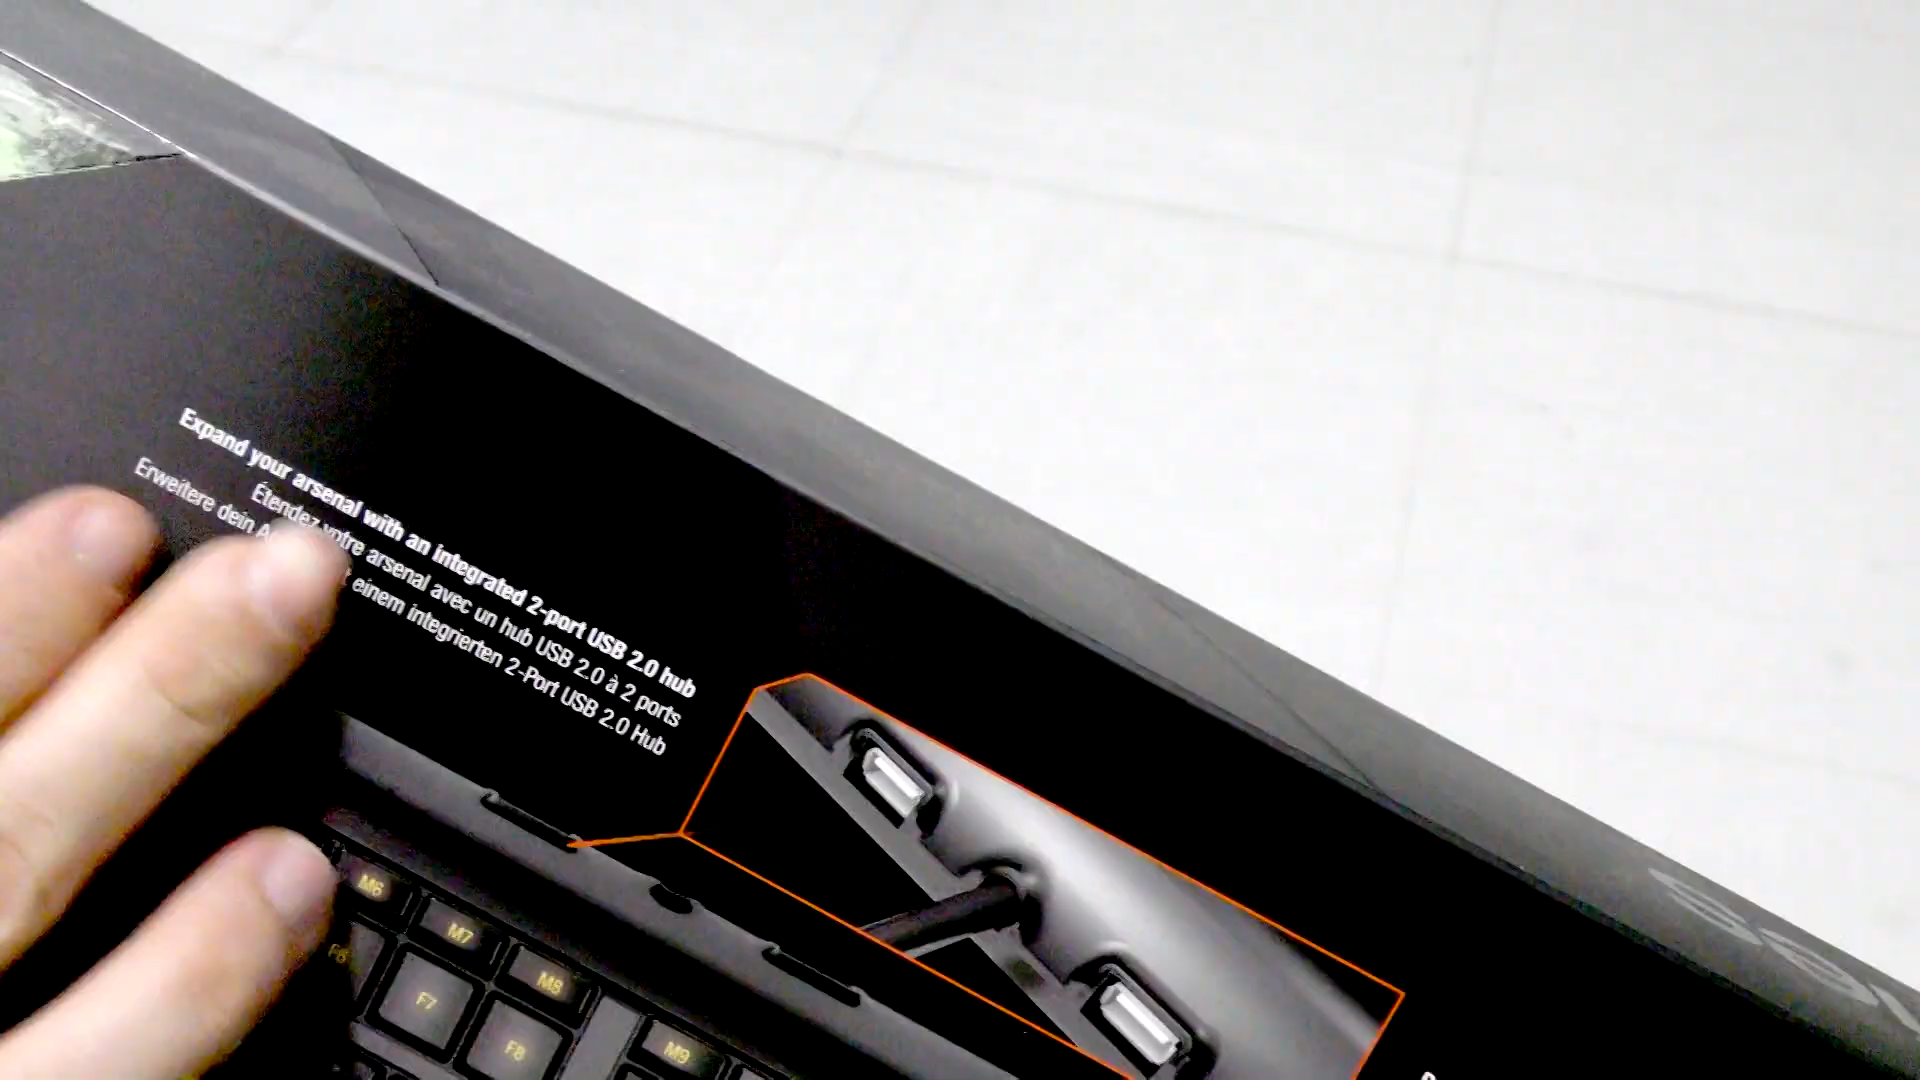 Expand your arsenal with an integrated 2-port USB 2.0 hub
Étendez votre arsenal avec un hub USB 2.0 à 2 ports
Erweitere dein einem integrierten 2-Port USB 2.0 Hub
M6
M7
M8
M9
F6
F7
F8